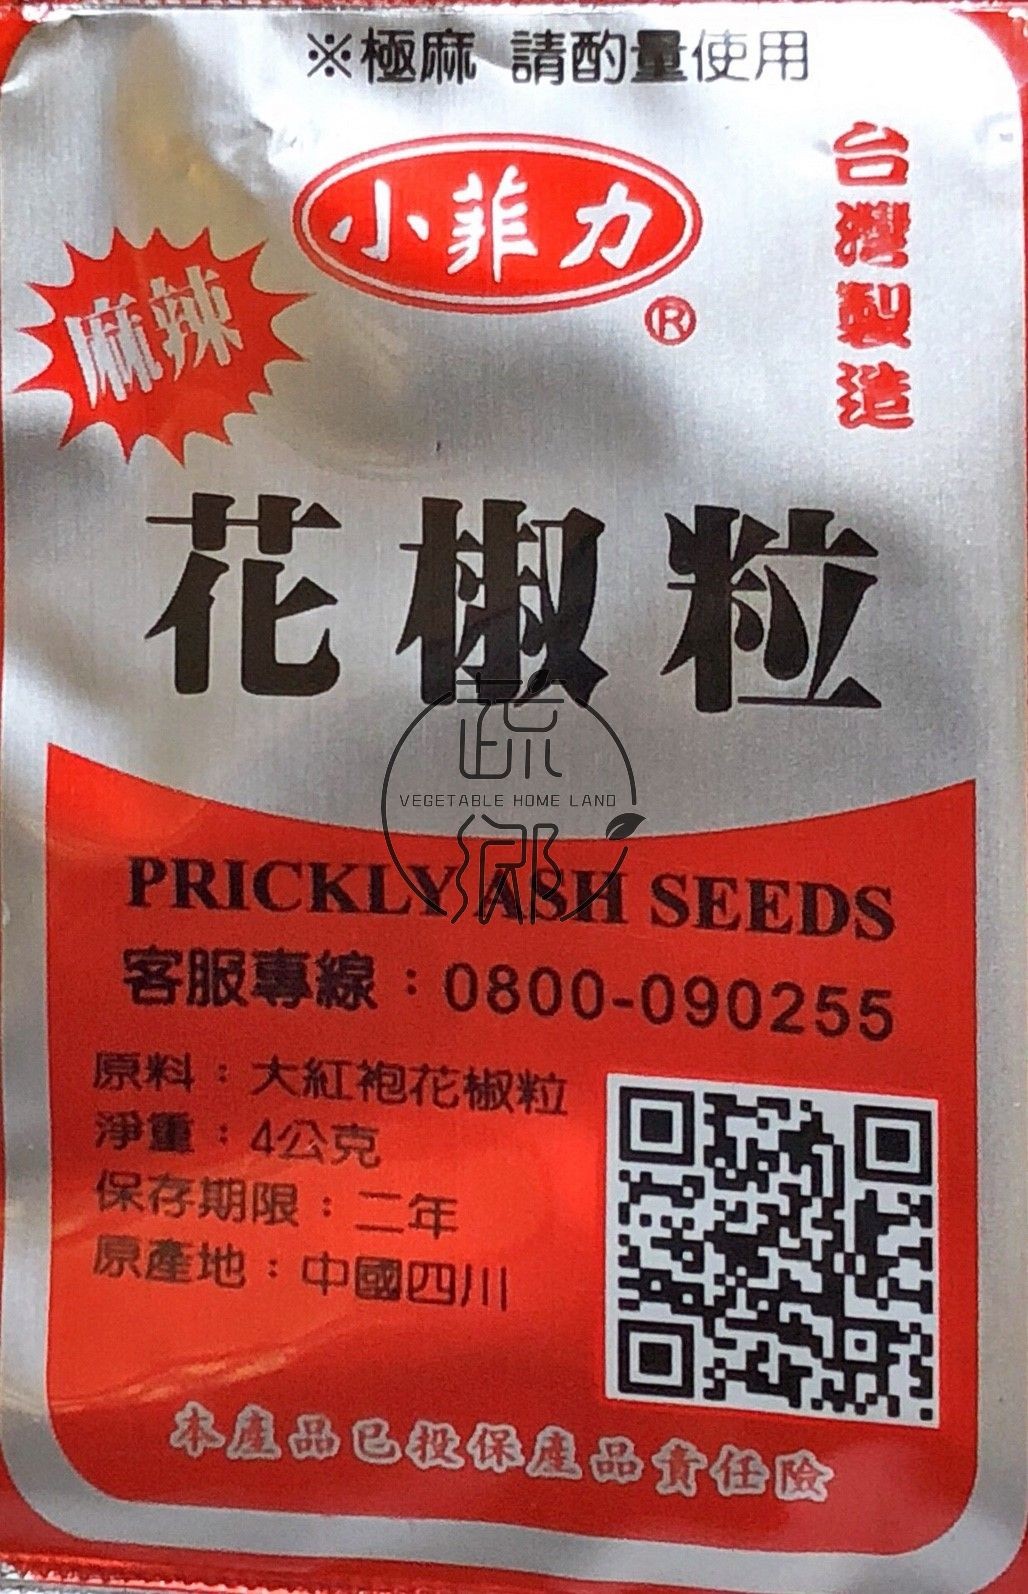 ※極麻 請酌量使用
小菲力
®
台灣製造
麻辣
花椒粒
蔬鄉
VEGETABLE HOME LAND
PRICKLY ASH SEEDS
客服專線：0800-090255
原料：大紅袍花椒粒
淨重：4公克
保存期限：二年
原產地：中國四川
本產品已投保產品責任險